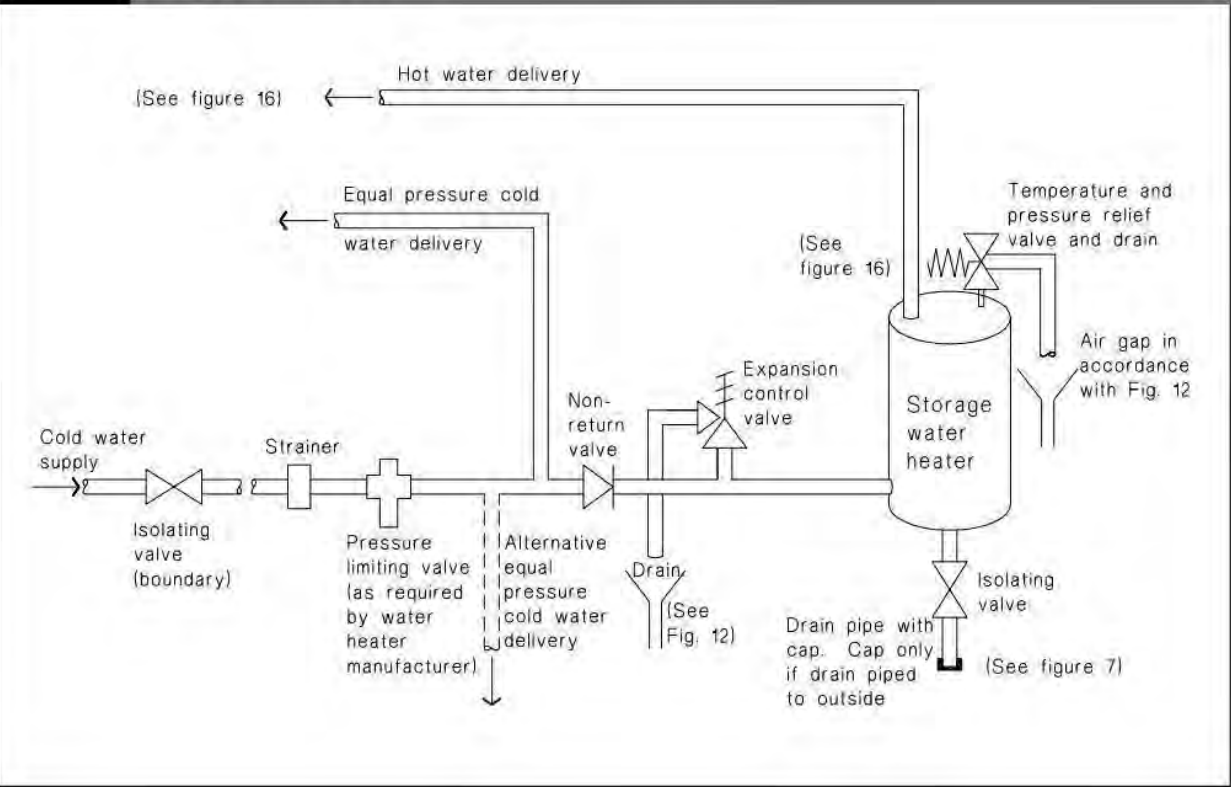 Hot water delivery
(See figure 16)
Equal pressure cold
water delivery
Temperature and
pressure relief
valve and drain
(See
figure 16)
Air gap in
accordance
with Fig. 12
Expansion
control
valve
Non-
return
valve
Storage
water
heater
Cold water
supply
Strainer
Isolating
valve
(boundary)
Pressure
limiting valve
(as required
by water
heater
manufacturer)
Alternative
equal
pressure
cold water
delivery
Drain
(See
Fig. 12)
Isolating
valve
Drain pipe with
cap. Cap only
if drain piped
to outside
(See figure 7)